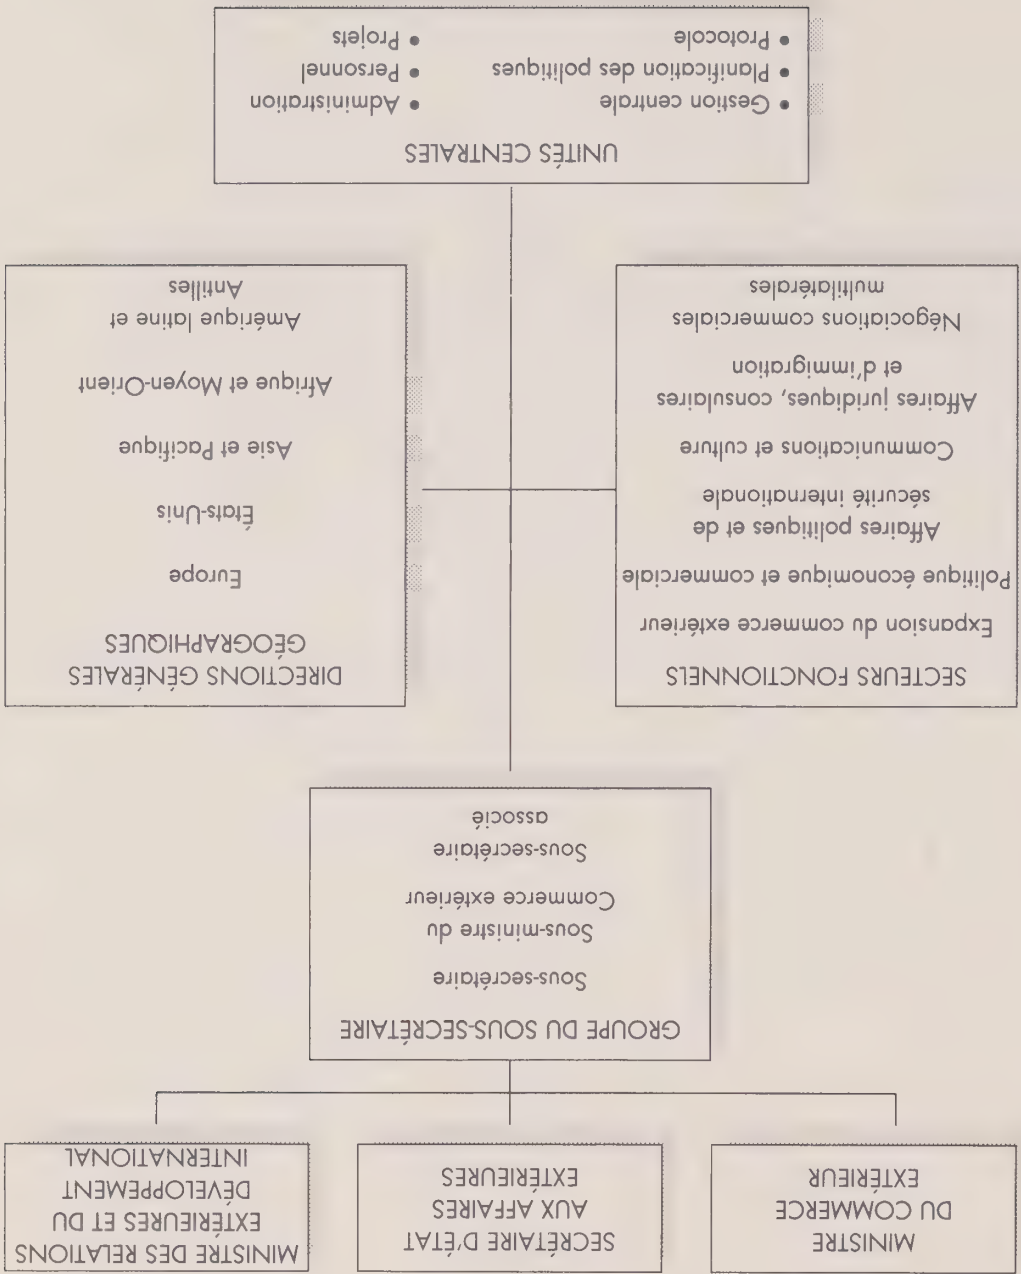 MINISTRE
DU COMMERCE
EXTÉRIEUR
SECRÉTAIRE D'ÉTAT
AUX AFFAIRES
EXTÉRIEURES
MINISTRE DES RELATIONS
EXTÉRIEURES ET DU
DÉVELOPPEMENT
INTERNATIONAL
GROUPE DU SOUS-SECRÉTAIRE
Sous-secrétaire
Sous-ministre du
Commerce extérieur
Sous-secrétaire
associé
SECTEURS FONCTIONNELS
Expansion du commerce extérieur
Politique économique et commerciale
Affaires politiques et de
sécurité internationale
Communications et culture
Affaires juridiques, consulaires
et d'immigration
Négociations commerciales
multilatérales
DIRECTIONS GÉNÉRALES
GÉOGRAPHIQUES
Europe
États-Unis
Asie et Pacifique
Afrique et Moyen-Orient
Amérique latine et
Antilles
UNITÉS CENTRALES
• Gestion centrale
• Planification des politiques
• Protocole
• Administration
• Personnel
• Projets